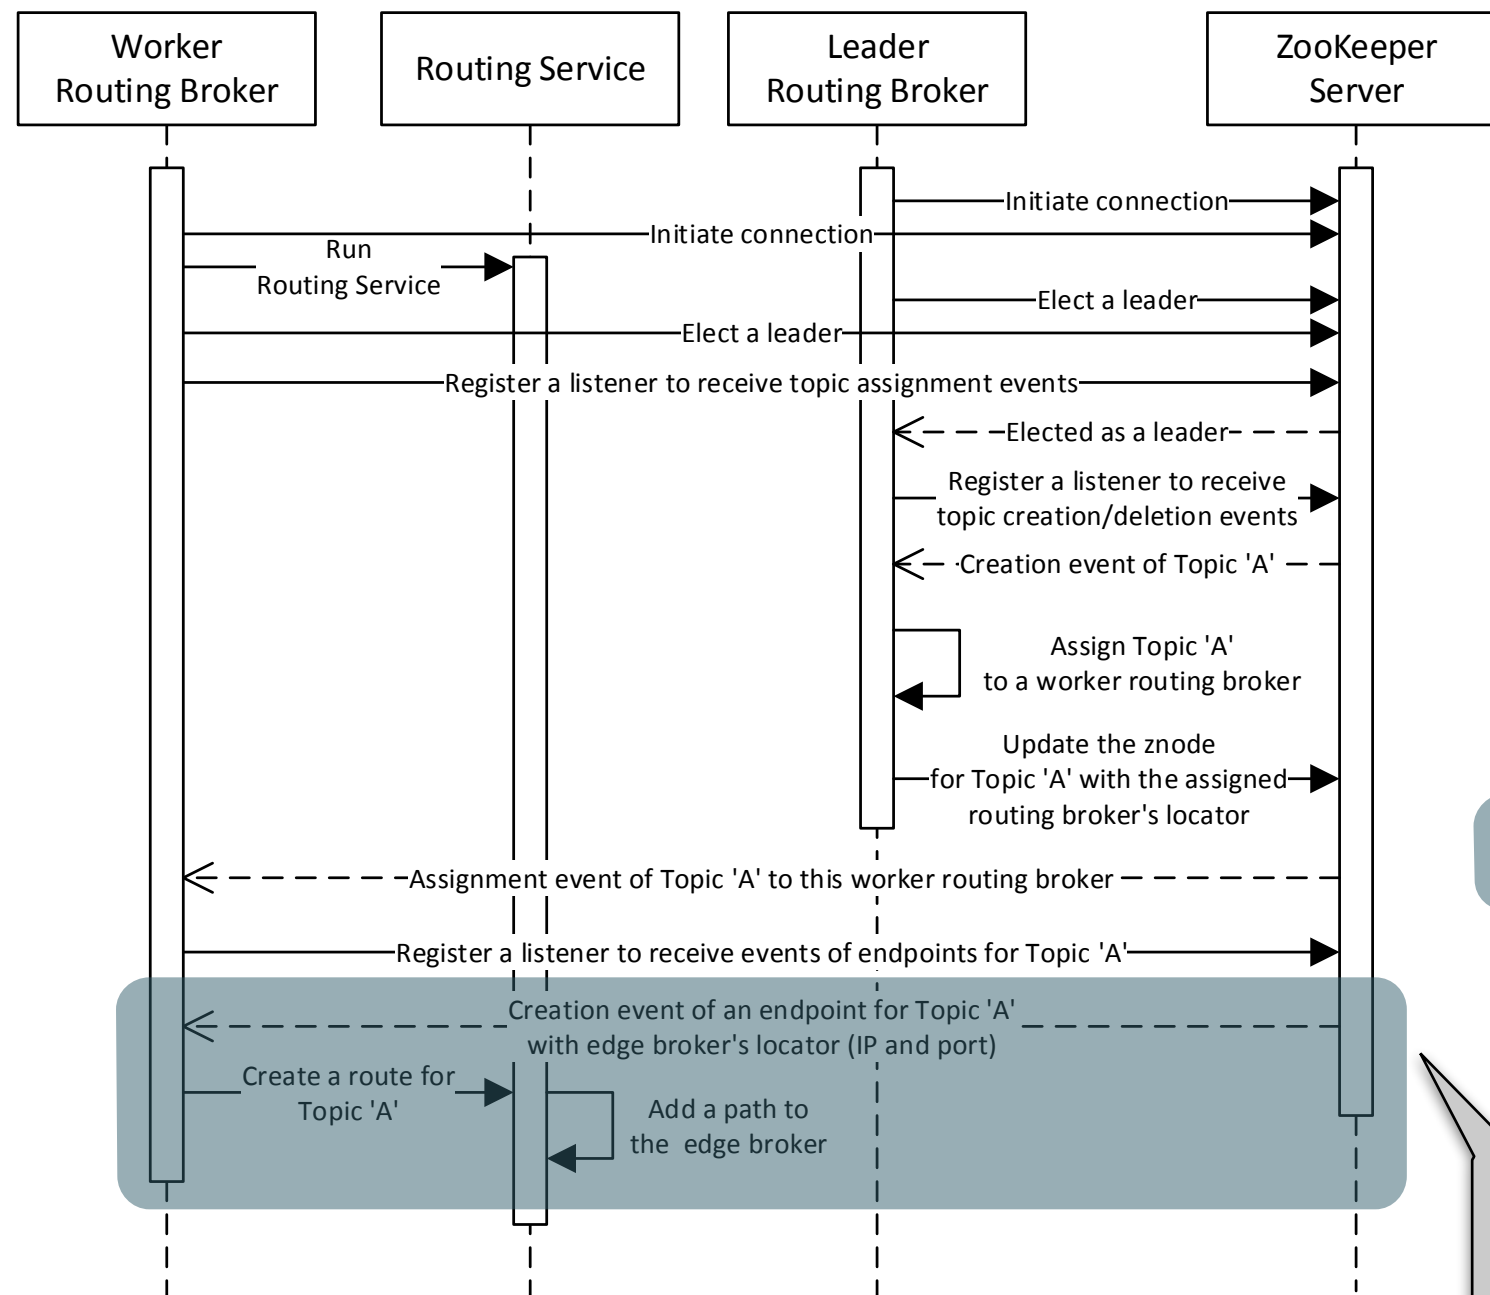 Worker
Routing Broker
Routing Service
Leader
Routing Broker
ZooKeeper
Server
Initiate connection
Initiate connection
Run
Routing Service
Elect a leader
Elect a leader
Register a listener to receive topic assignment events
Elected as a leader
Register a listener to receive
topic creation/deletion events
Creation event of Topic 'A'
Assign Topic 'A'
to a worker routing broker
Update the znode
for Topic 'A' with the assigned
routing broker's locator
Assignment event of Topic 'A' to this worker routing broker
Register a listener to receive events of endpoints for Topic 'A'
Creation event of an endpoint for Topic 'A'
with edge broker's locator (IP and port)
Create a route for
Topic 'A'
Add a path to
the edge broker